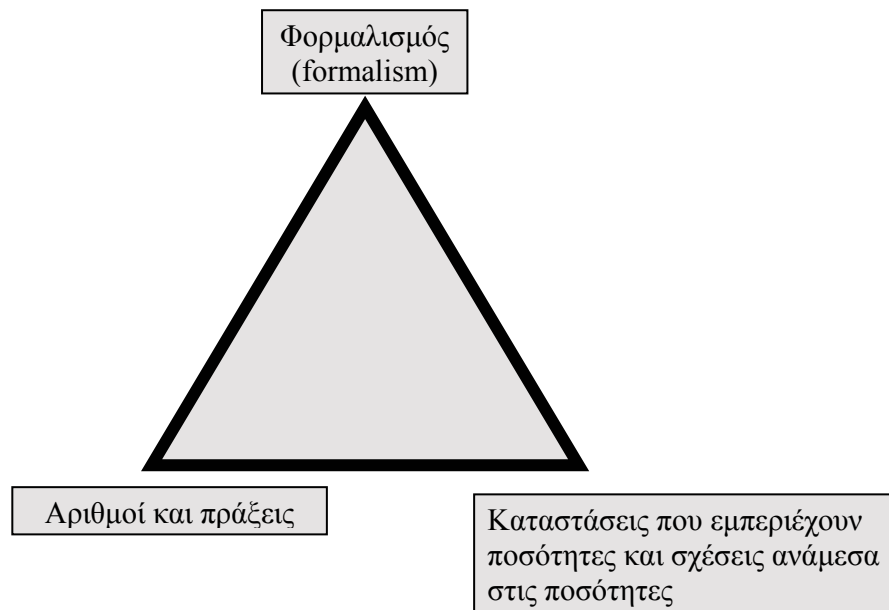 Φορμαλισμός
(formalism)
Αριθμοί και πράξεις
Καταστάσεις που εμπεριέχουν
ποσότητες και σχέσεις ανάμεσα
στις ποσότητες